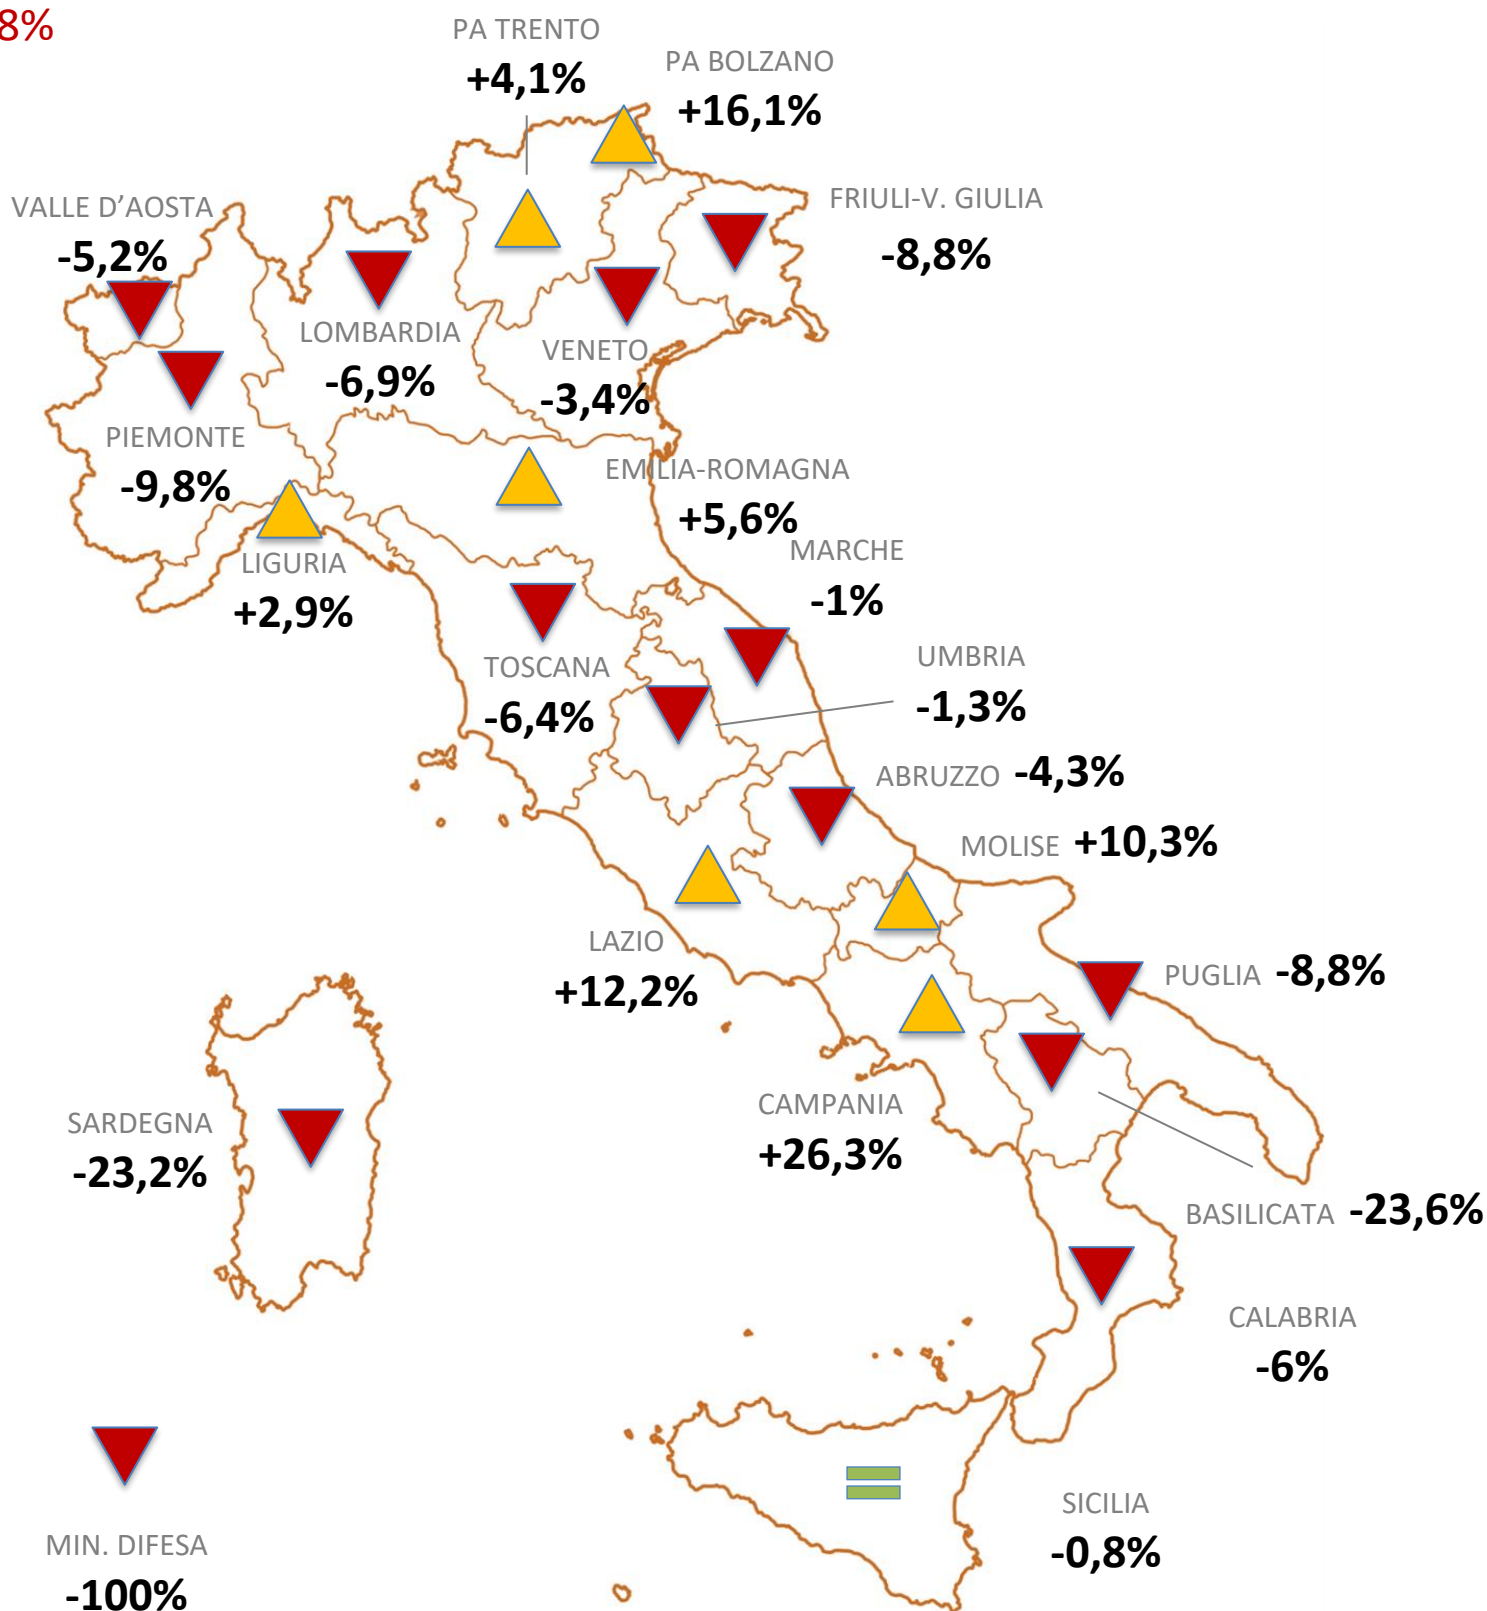 8%
PA TRENTO
+4,1%
PA BOLZANO
+16,1%
VALLE D’AOSTA
-5,2%
FRIULI-V. GIULIA
-8,8%
LOMBARDIA
-6,9%
VENETO
-3,4%
PIEMONTE
-9,8%
EMILIA-ROMAGNA
+5,6%
LIGURIA
+2,9%
MARCHE
-1%
TOSCANA
-6,4%
UMBRIA
-1,3%
ABRUZZO -4,3%
MOLISE +10,3%
LAZIO
+12,2%
PUGLIA -8,8%
CAMPANIA
+26,3%
SARDEGNA
-23,2%
BASILICATA -23,6%
CALABRIA
-6%
SICILIA
-0,8%
MIN. DIFESA
-100%